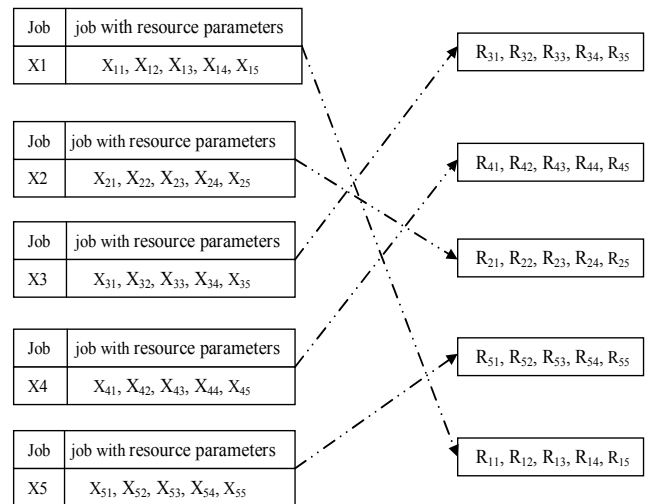 Job job with resource parameters
X1 X₁₁, X₁₂, X₁₃, X₁₄, X₁₅
Job job with resource parameters
X2 X₂₁, X₂₂, X₂₃, X₂₄, X₂₅
Job job with resource parameters
X3 X₃₁, X₃₂, X₃₃, X₃₄, X₃₅
Job job with resource parameters
X4 X₄₁, X₄₂, X₄₃, X₄₄, X₄₅
Job job with resource parameters
X5 X₅₁, X₅₂, X₅₃, X₅₄, X₅₅
R₃₁, R₃₂, R₃₃, R₃₄, R₃₅
R₄₁, R₄₂, R₄₃, R₄₄, R₄₅
R₂₁, R₂₂, R₂₃, R₂₄, R₂₅
R₅₁, R₅₂, R₅₃, R₅₄, R₅₅
R₁₁, R₁₂, R₁₃, R₁₄, R₁₅